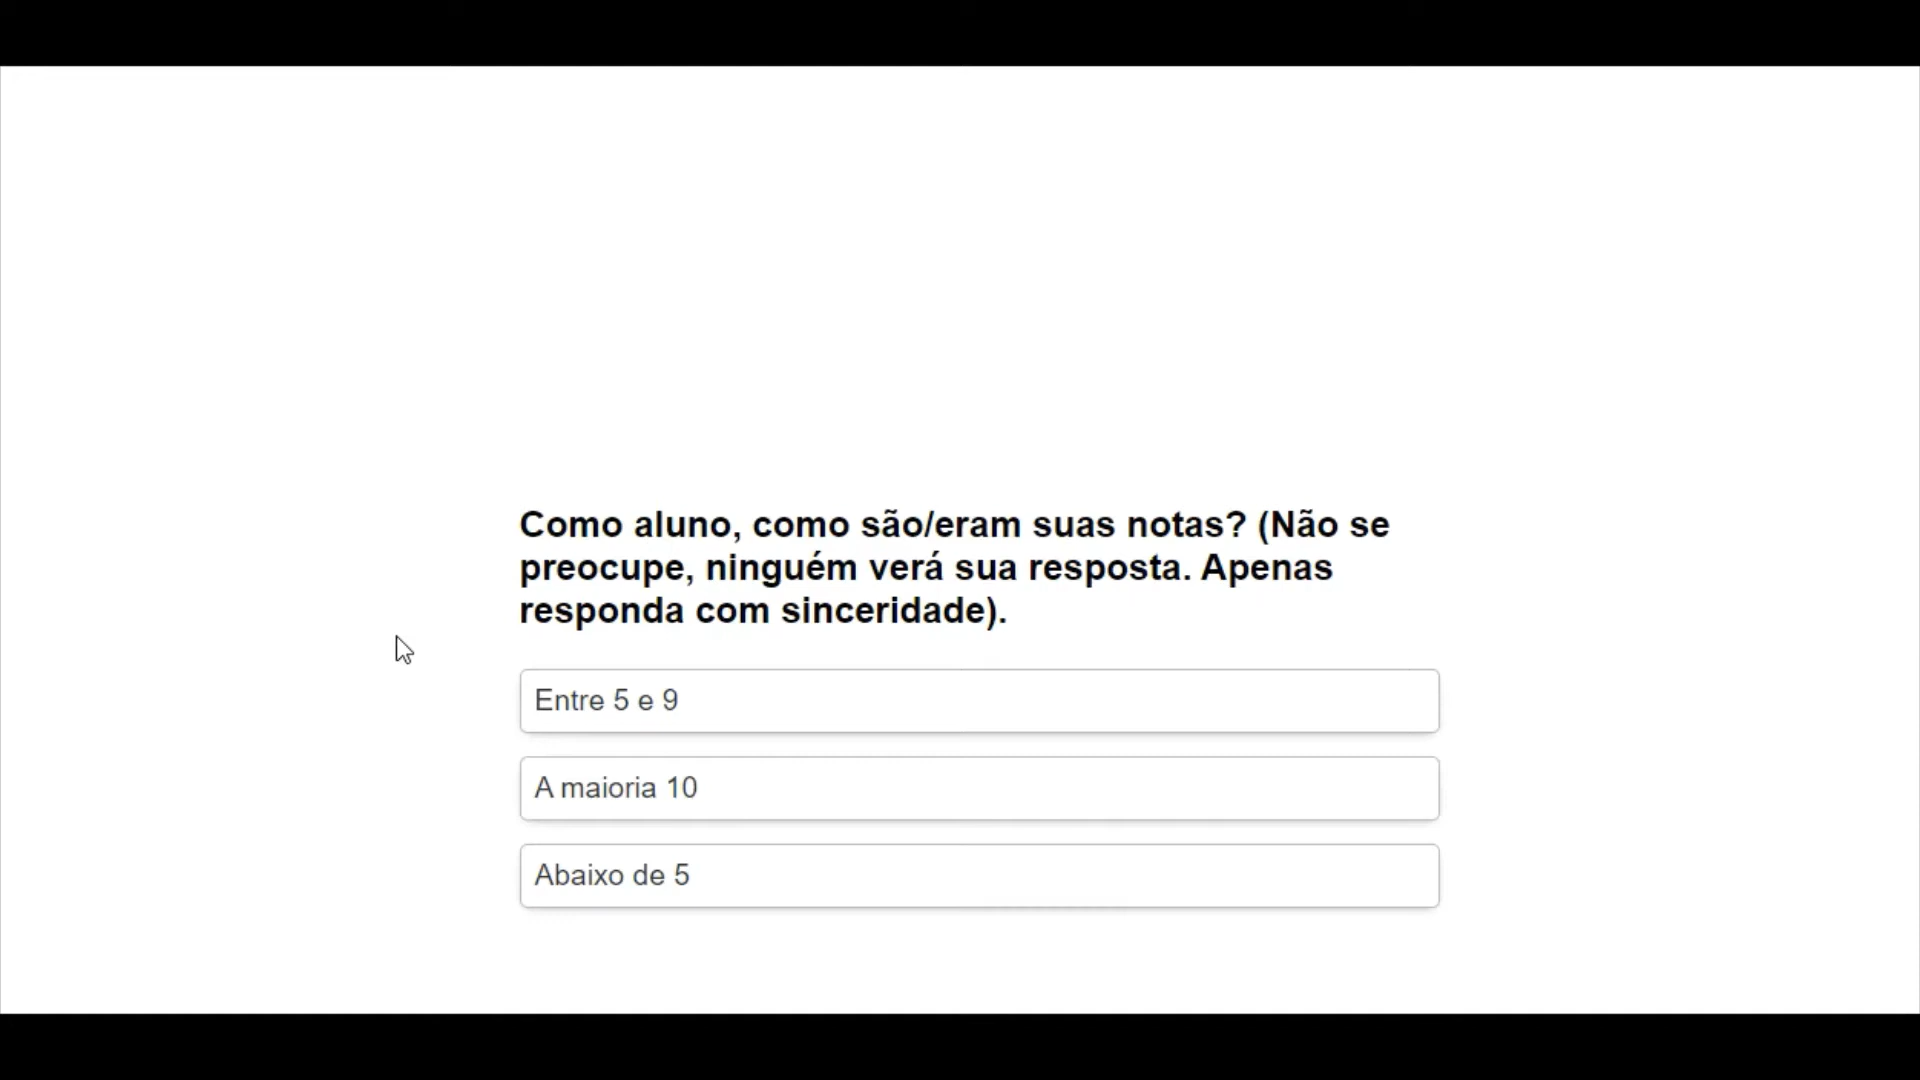 Como aluno, como são/eram suas notas? (Não se
preocupe, ninguém verá sua resposta. Apenas
responda com sinceridade).
Entre 5 e 9
A maioria 10
Abaixo de 5